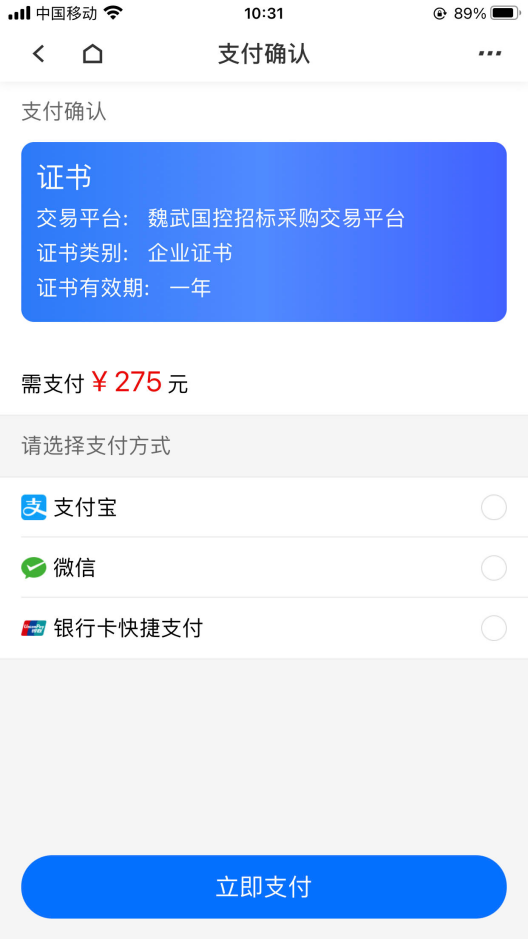 中国移动 10:31 89%
支付确认
支付确认
证书
交易平台: 魏武国控招标采购交易平台
证书类别: 企业证书
证书有效期: 一年
需支付 ¥ 275 元
请选择支付方式
支付宝
微信
银行卡快捷支付
立即支付